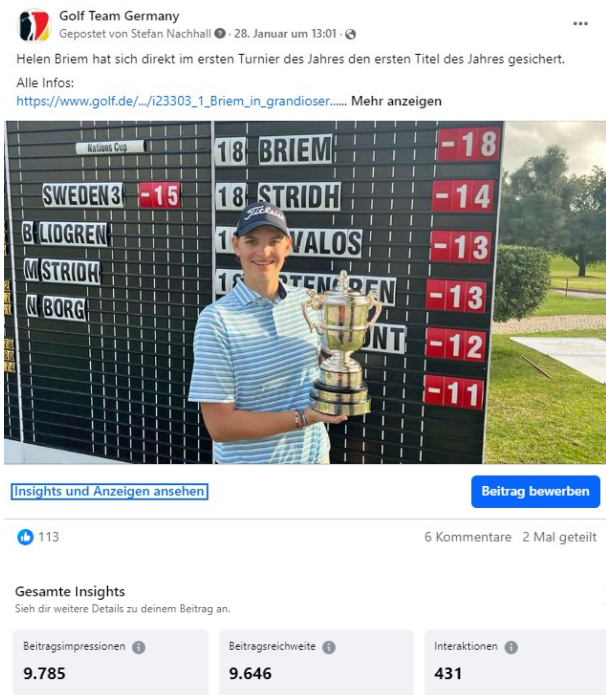 Golf Team Germany
Gepostet von Stefan Nachhall · 28. Januar um 13:01 ·
Helen Briem hat sich direkt im ersten Turnier des Jahres den ersten Titel des Jahres gesichert.
Alle Infos:
https://www.golf.de/.../i23303_1_Briem_in_grandioser...... Mehr anzeigen
Nations Cup
SWEDEN3 -15
B LIDGREN
M STRIDH
N BORG
18 BRIEM -18
18 STRIDH -14
-13
-13
-12
-11
Titleist
Insights und Anzeigen ansehen
Beitrag bewerben
113
6 Kommentare 2 Mal geteilt
Gesamte Insights
Sieh dir weitere Details zu deinem Beitrag an.
Beitragsimpressionen
9.785
Beitragsreichweite
9.646
Interaktionen
431